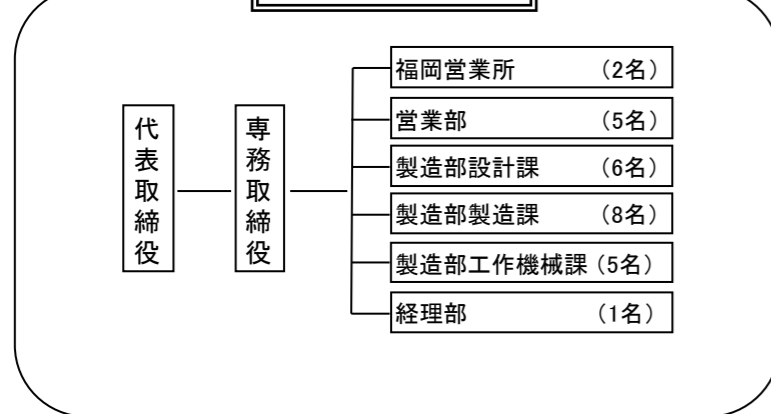 代表取締役
専務取締役
福岡営業所 (2名)
営業部 (5名)
製造部設計課 (6名)
製造部製造課 (8名)
製造部工作機械課(5名)
経理部 (1名)